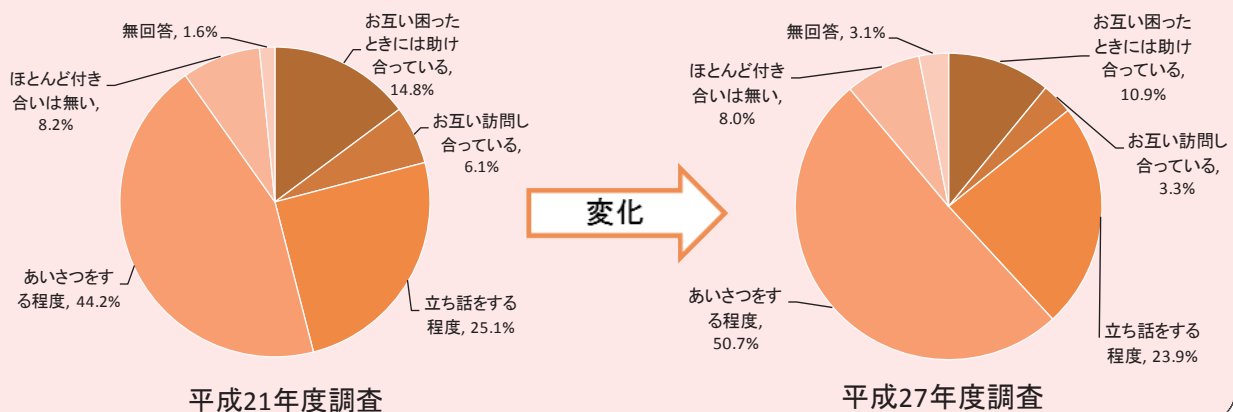 無回答, 1.6%
お互い困った
ときには助け
合っている,
14.8%
お互い訪問し
合っている,
6.1%
立ち話をする
程度, 25.1%
あいさつをす
る程度, 44.2%
ほとんど付き
合いは無い,
8.2%
平成21年度調査
変化
無回答, 3.1%
お互い困った
ときには助け
合っている,
10.9%
お互い訪問し
合っている,
3.3%
立ち話をする
程度, 23.9%
あいさつをす
る程度,
50.7%
ほとんど付き
合いは無い,
8.0%
平成27年度調査